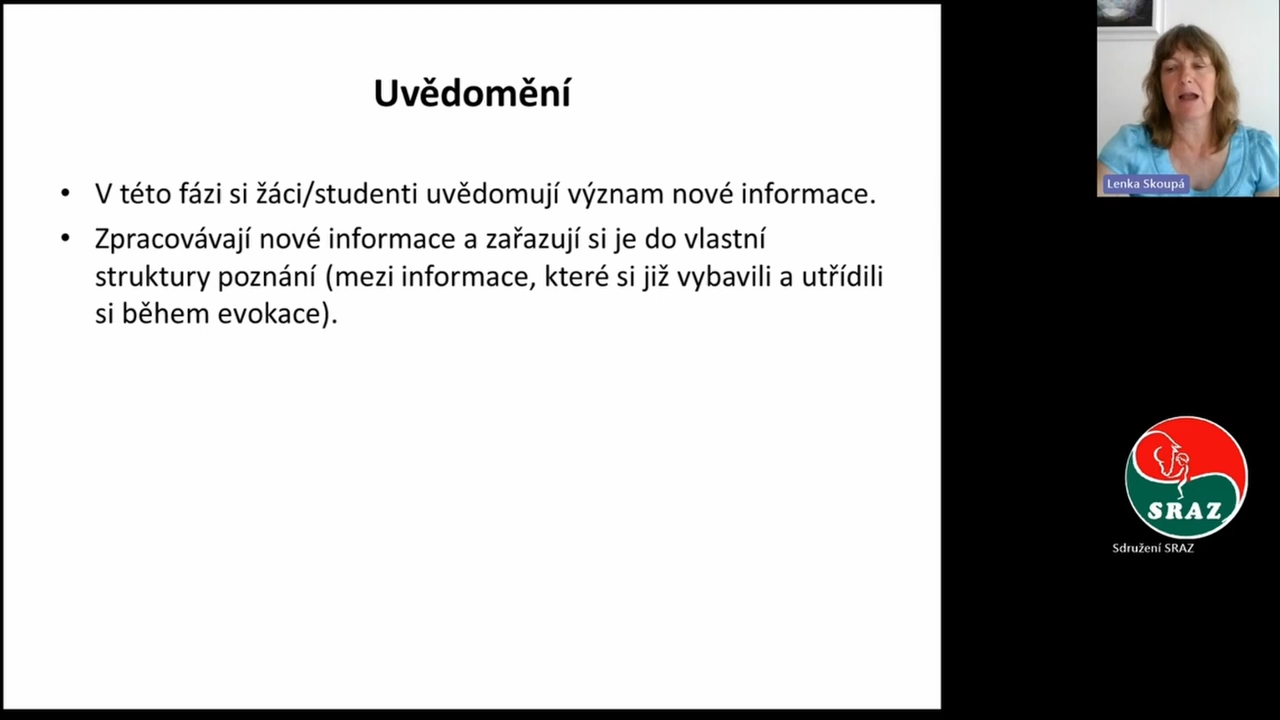 Uvědomění
• V této fázi si žáci/studenti uvědomují význam nové informace.
• Zpracovávají nové informace a zařazují si je do vlastní
struktury poznání (mezi informace, které si již vybavili a utřídili
si během evokace).
Lenka Skoupá
SRAZ
Sdružení SRAZ